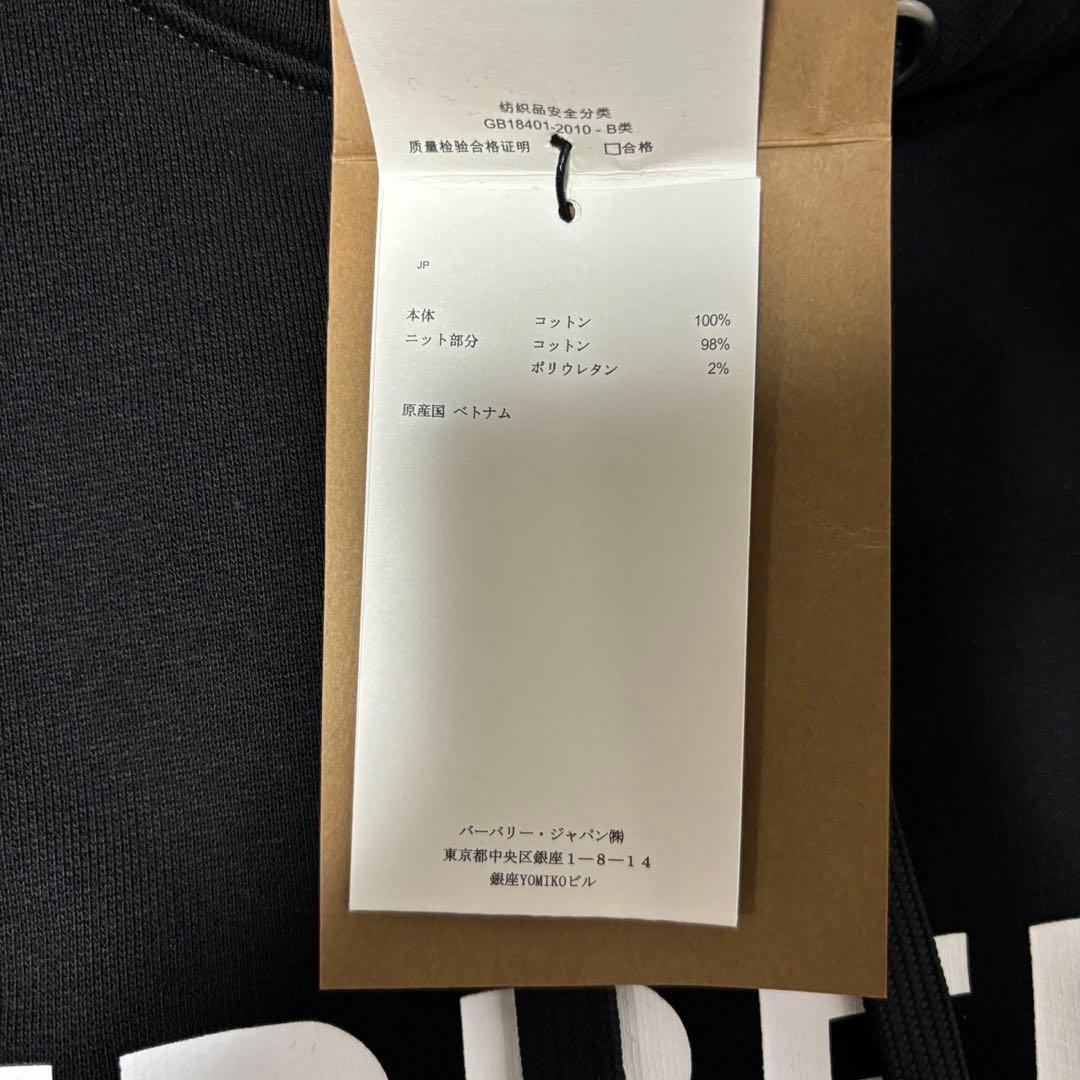 纺织品安全分类
GB18401-2010 - B类
质量检验合格证明 □合格
JP
本体 コットン 100%
ニット部分 コットン 98%
ポリウレタン 2%
原産国 ベトナム
バーバリー・ジャパン㈱
東京都中央区銀座1―8―14
銀座YOMIKOビル